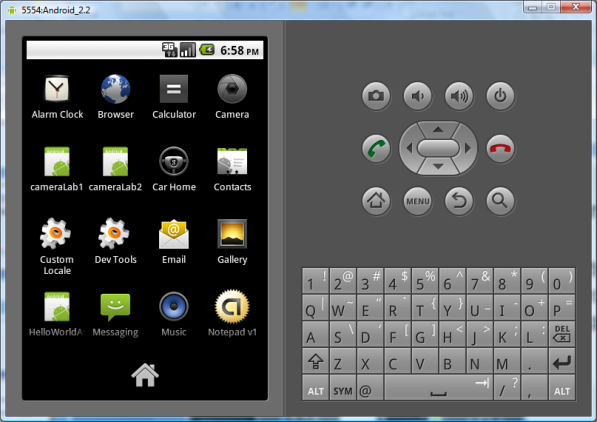 5554:Android_2.2
3G 6:58 PM
Alarm Clock Browser Calculator Camera
cameraLab1 cameraLab2 Car Home Contacts
Custom Locale Dev Tools Email Gallery
HelloWorldA Messaging Music Notepad v1
MENU
1 ! 2 @ 3 # 4 $ 5 % 6 ^ 7 & 8 * 9 ( 0 )
Q | W ~ E " R ` T { Y } U _ I - O + P =
A S \ D ' F [ G ] H < J > K ; L : DEL
Z X C V B N M .
ALT SYM @ / ? , ALT